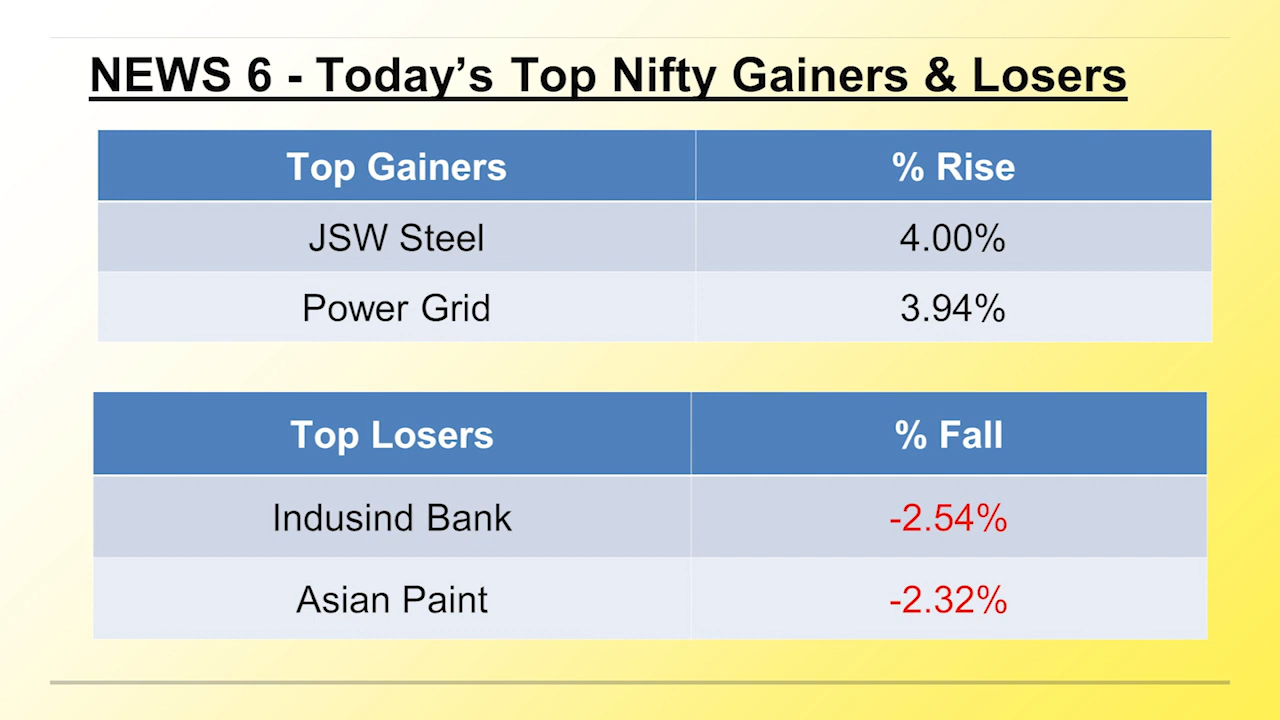 NEWS 6 - Today’s Top Nifty Gainers & Losers
Top Gainers % Rise
JSW Steel 4.00%
Power Grid 3.94%
Top Losers % Fall
Indusind Bank -2.54%
Asian Paint -2.32%